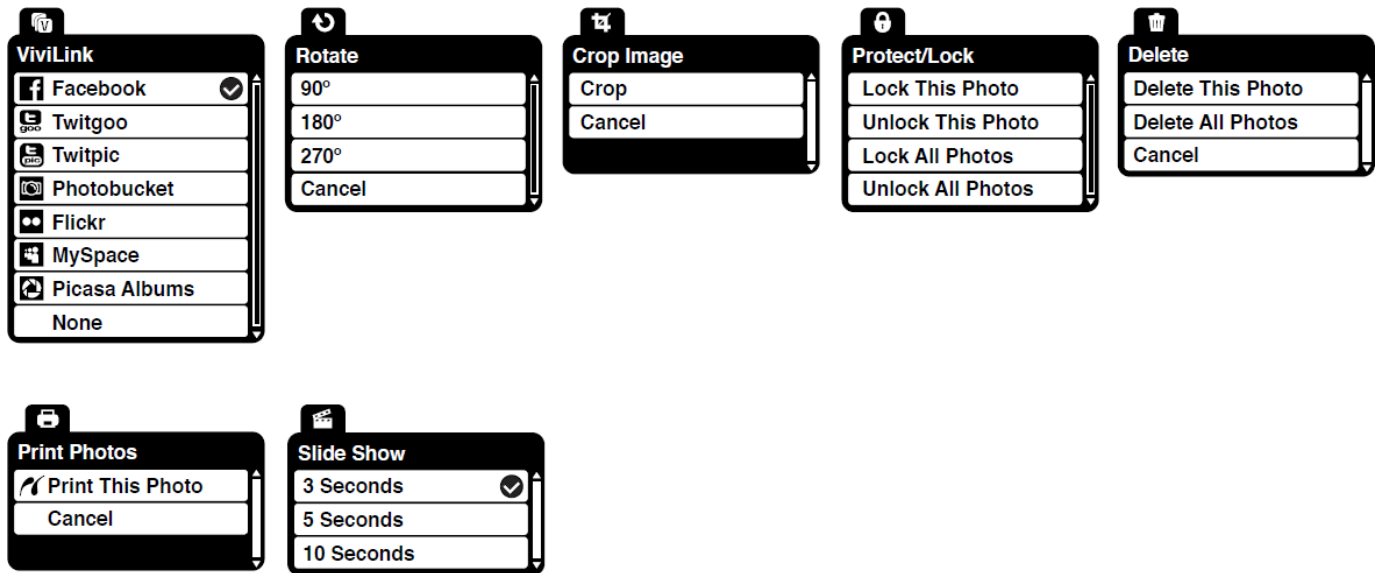 ViviLink
Facebook
Twitgoo
Twitpic
Photobucket
Flickr
MySpace
Picasa Albums
None
Rotate
90º
180º
270º
Cancel
Crop Image
Crop
Cancel
Protect/Lock
Lock This Photo
Unlock This Photo
Lock All Photos
Unlock All Photos
Delete
Delete This Photo
Delete All Photos
Cancel
Print Photos
Print This Photo
Cancel
Slide Show
3 Seconds
5 Seconds
10 Seconds